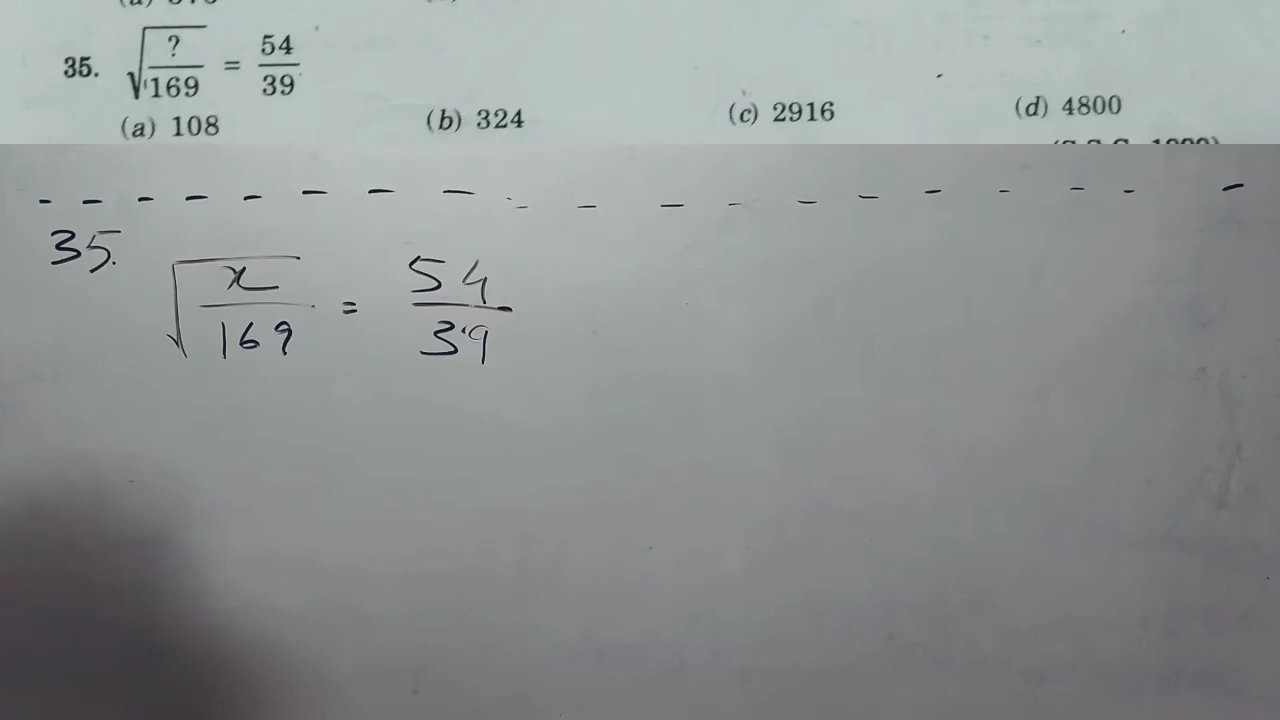 35. √(?/169) = 54/39
(a) 108 (b) 324 (c) 2916 (d) 4800
35. √(x/169) = 54/39